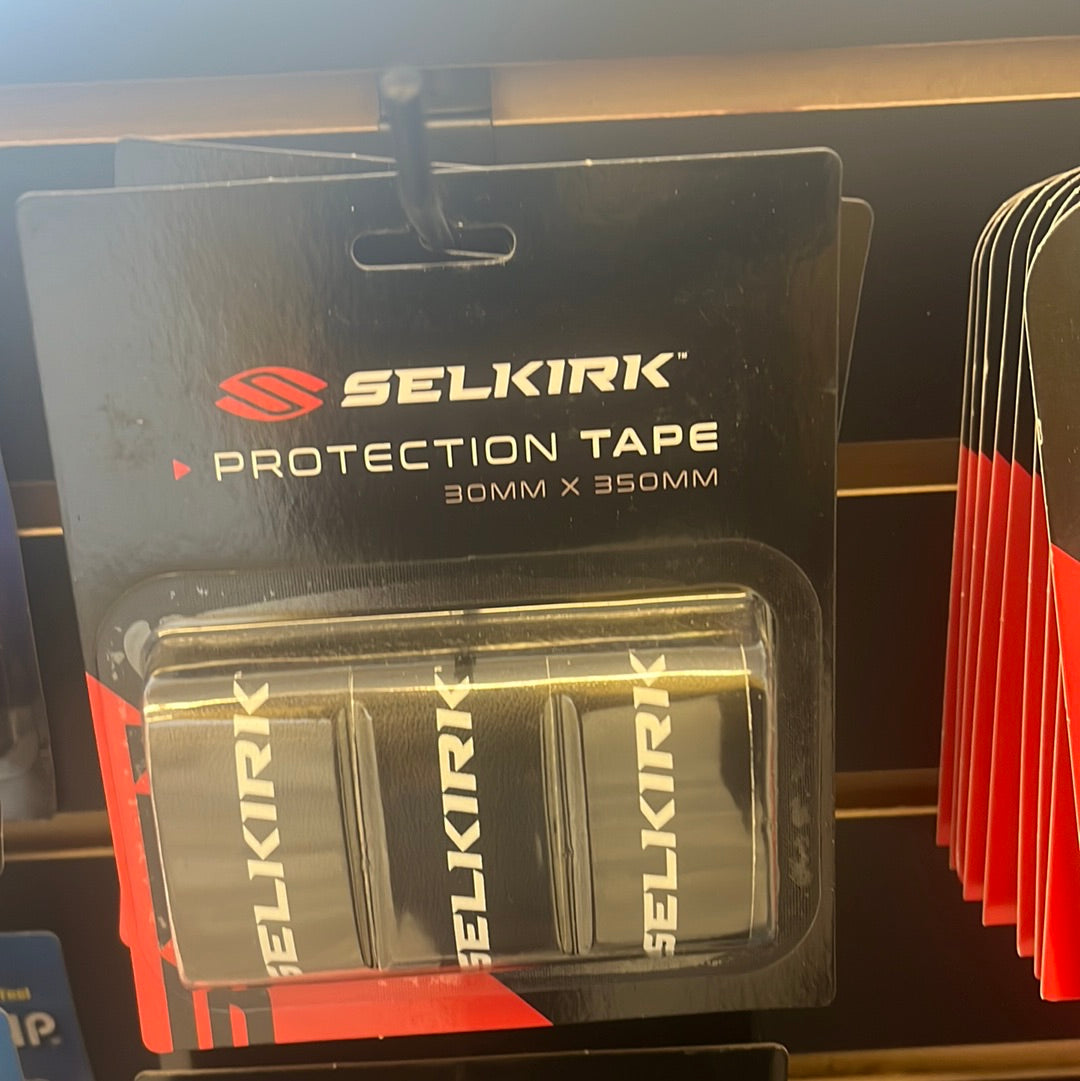 SELKIRK™
PROTECTION TAPE
30MM X 350MM
SELKIRK
SELKIRK
SELKIRK